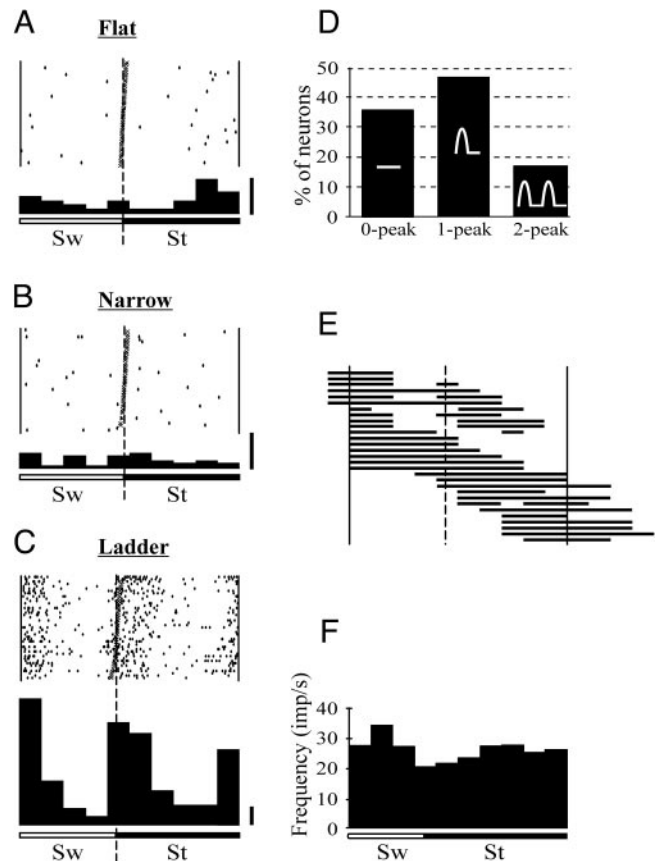 A
Flat
Sw St
B
Narrow
Sw St
C
Ladder
Sw St
D
% of neurons
50
40
30
20
10
0
0-peak 1-peak 2-peak
E
F
Frequency (imp/s)
40
30
20
10
0
Sw St